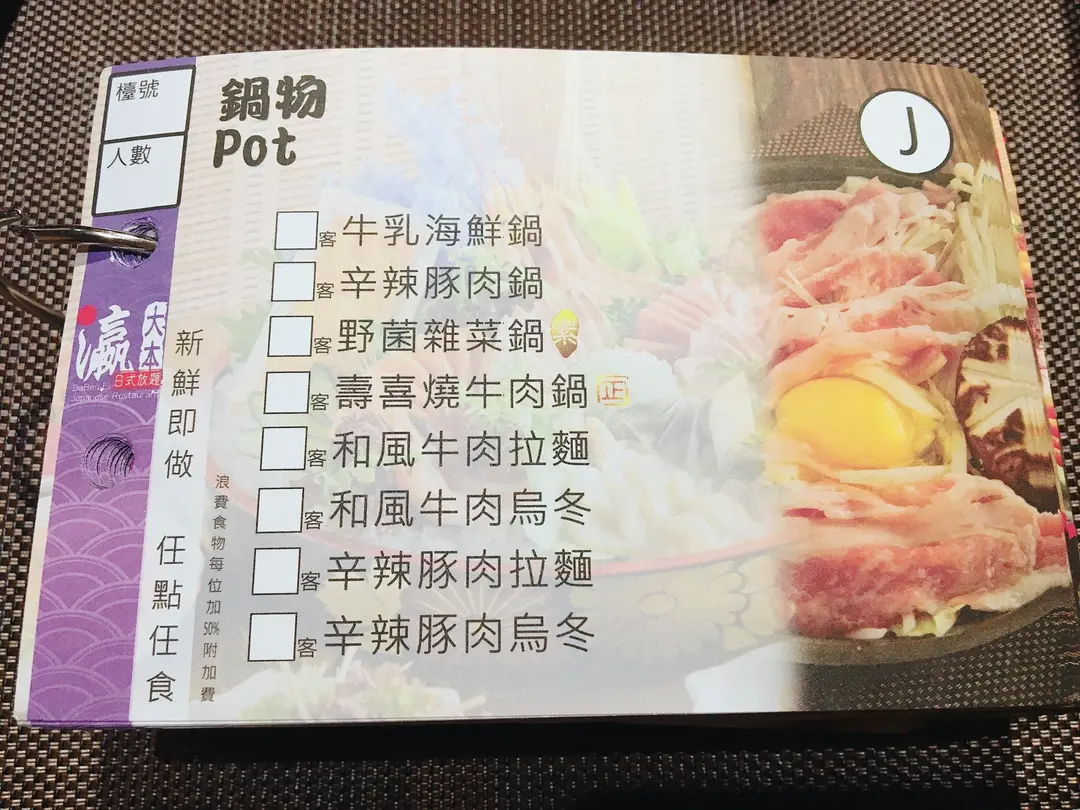 檯號
人數
鍋物
Pot
J
客 牛乳海鮮鍋
客 辛辣豚肉鍋
客 野菌雜菜鍋 素
客 壽喜燒牛肉鍋 正
客 和風牛肉拉麵
客 和風牛肉烏冬
客 辛辣豚肉拉麵
客 辛辣豚肉烏冬
大本
瀛
日式放題
Japanese Restaurant
新鮮即做 任點任食
浪費食物每位加50%附加費